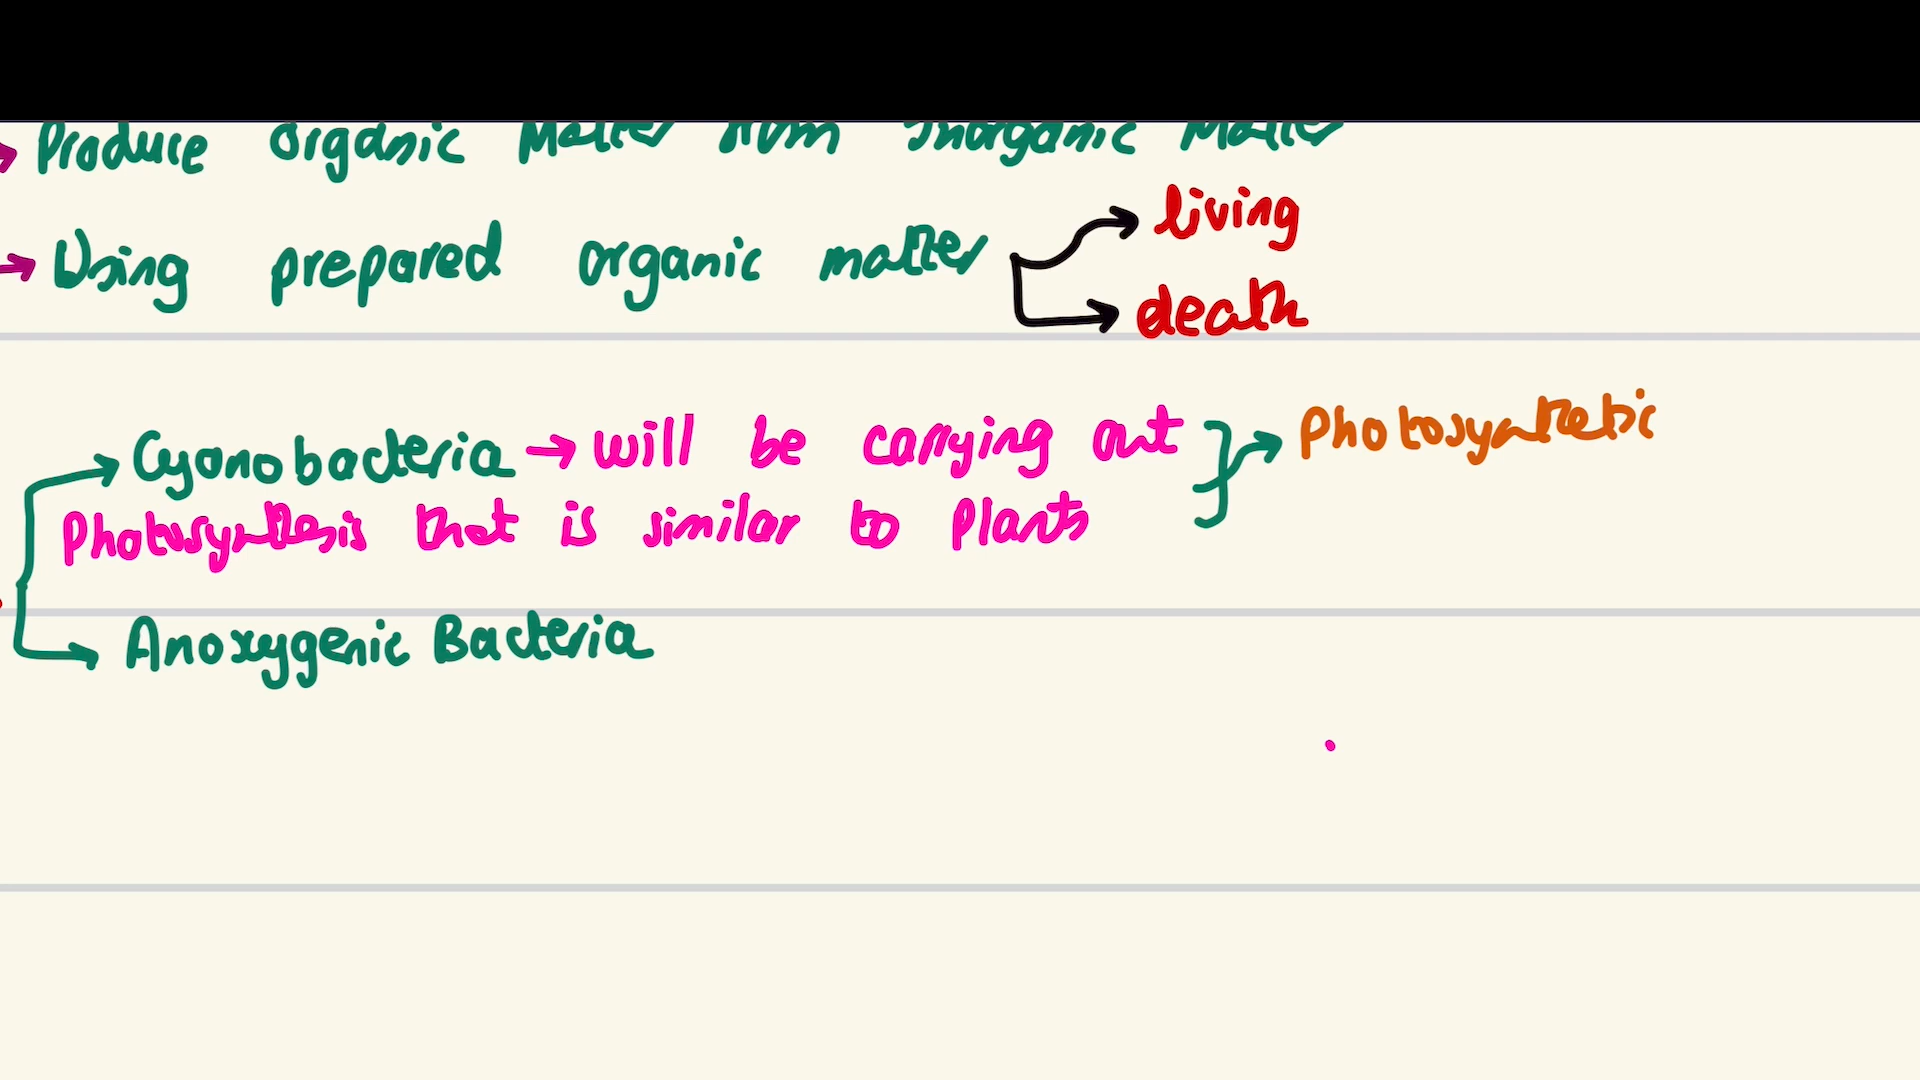 → Produce organic Matter from Inorganic Matter
→ Using prepared organic matter → living
→ death
→ Cyanobacteria → will be carrying out } → Photosynthetic
Photosynthesis that is similar to Plants
→ Anoxygenic Bacteria